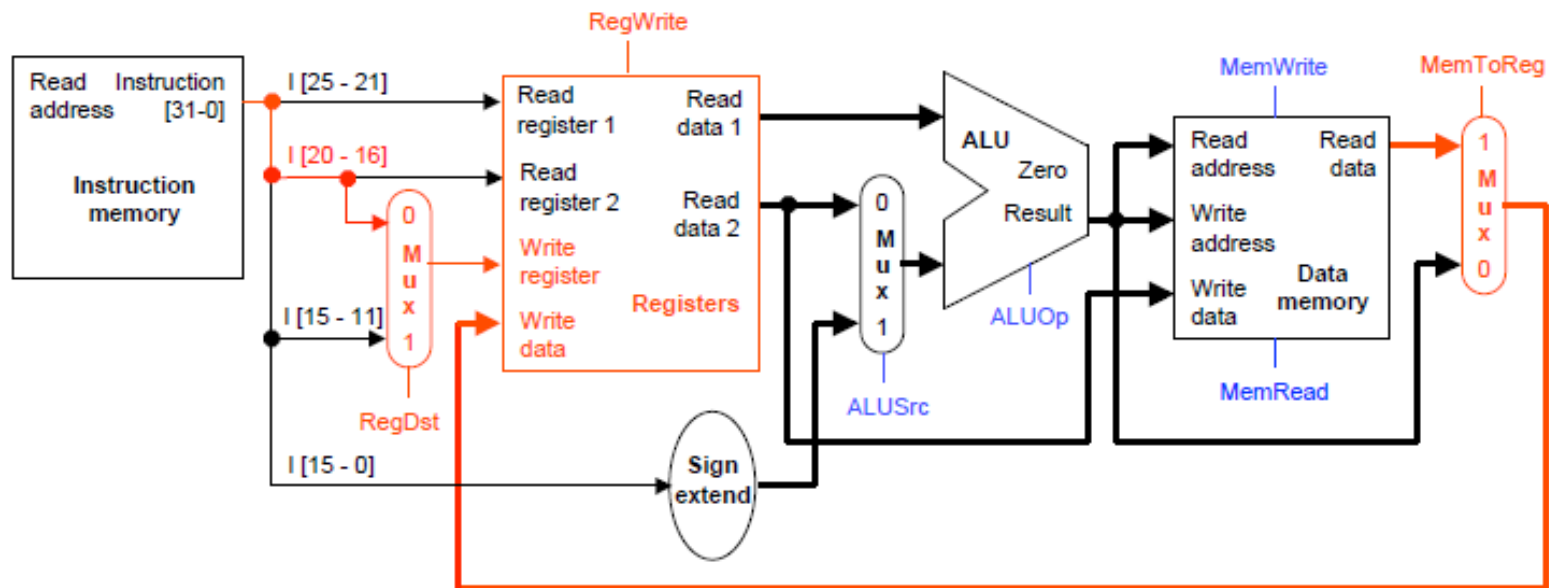 RegWrite
MemWrite
MemToReg
Read Instruction
address [31-0]
Instruction
memory
I [25 - 21]
I [20 - 16]
I [15 - 11]
I [15 - 0]
0
M
u
x
1
RegDst
Read
register 1
Read
data 1
Read
register 2
Read
data 2
Write
register
Registers
Write
data
Sign
extend
0
M
u
x
1
ALUSrc
ALU
Zero
Result
ALUOp
Read
address
Read
data
Write
address
Write
data
Data
memory
MemRead
1
M
u
x
0